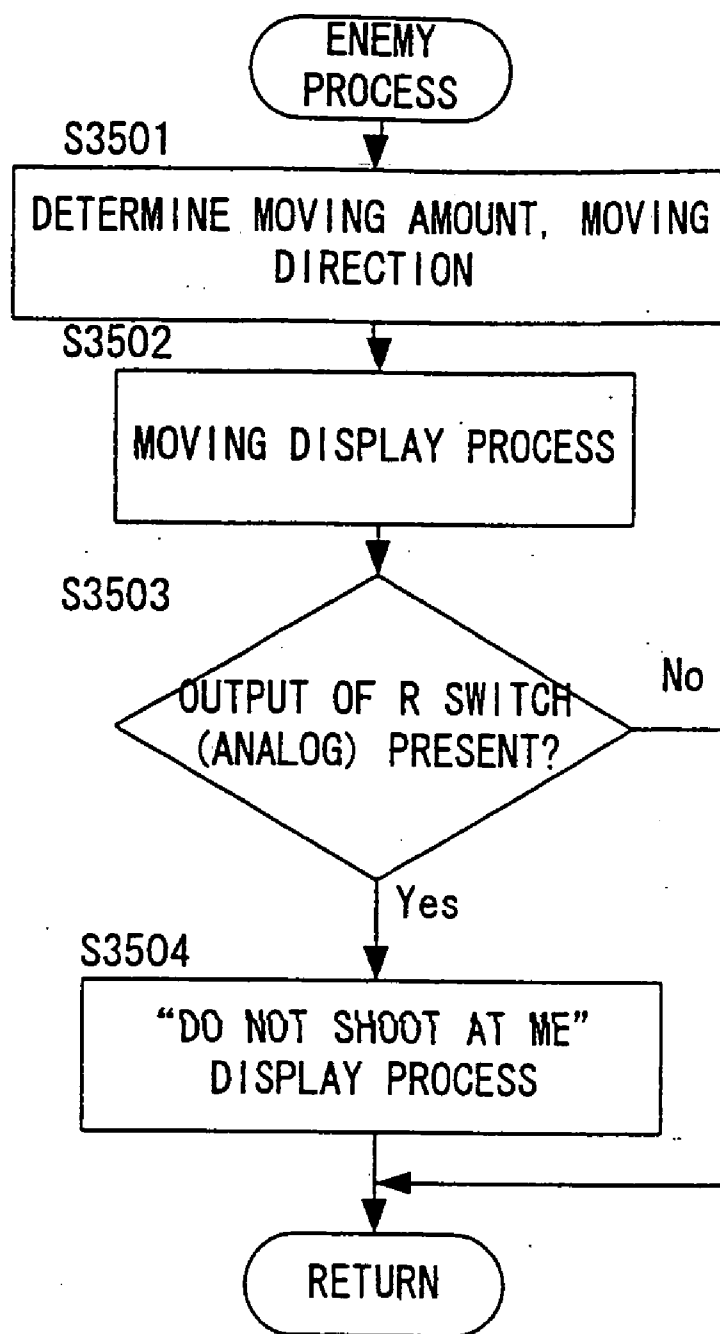 ENEMY
PROCESS
S3501
DETERMINE MOVING AMOUNT, MOVING
DIRECTION
S3502
MOVING DISPLAY PROCESS
S3503
OUTPUT OF R SWITCH
(ANALOG) PRESENT?
No
Yes
S3504
“DO NOT SHOOT AT ME”
DISPLAY PROCESS
RETURN